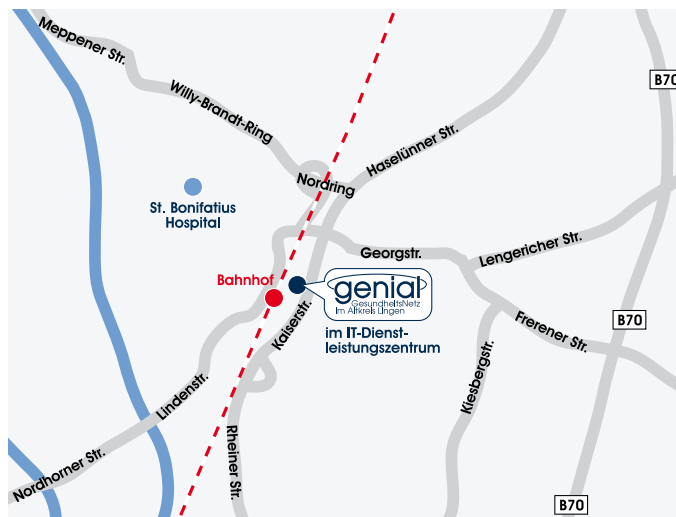 Meppener Str.
B70
Willy-Brandt-Ring
Haselünner Str.
Nordring
St. Bonifatius
Hospital
Georgstr.
Lengericher Str.
Bahnhof
genial
GesundheitsNetz
Im Altkreis Lingen
im IT-Dienst-
leistungszentrum
Kaiserstr.
Frerener Str.
B70
Kiesbergstr.
Lindenstr.
Rheiner Str.
Nordhorner Str.
B70